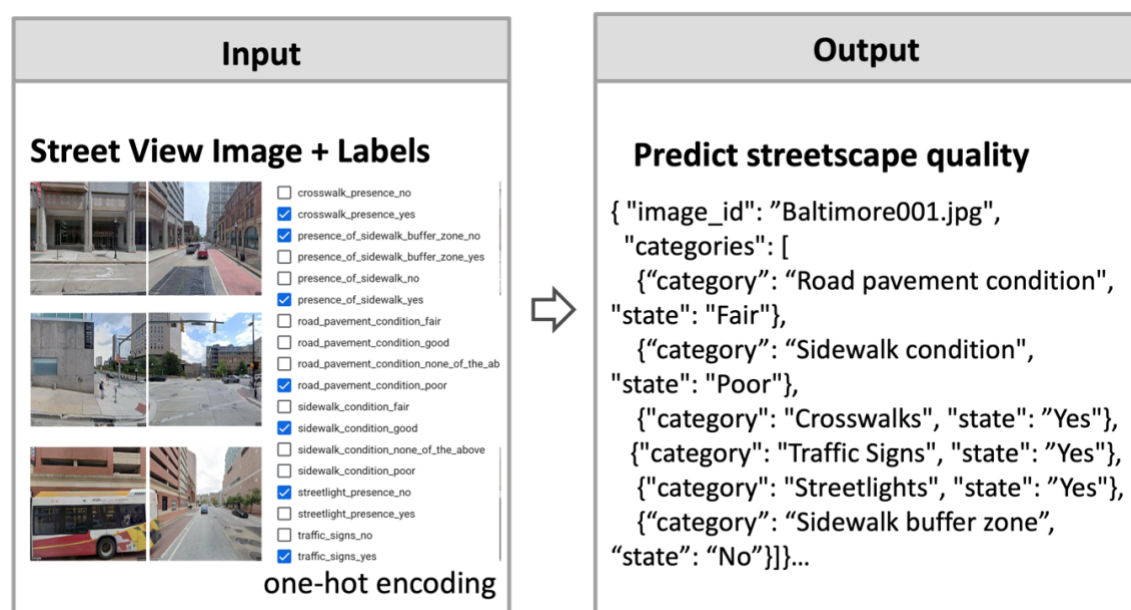 Input
Street View Image + Labels
crosswalk_presence_no
crosswalk_presence_yes
presence_of_sidewalk_buffer_zone_no
presence_of_sidewalk_buffer_zone_yes
presence_of_sidewalk_no
presence_of_sidewalk_yes
road_pavement_condition_fair
road_pavement_condition_good
road_pavement_condition_none_of_the_ab
road_pavement_condition_poor
sidewalk_condition_fair
sidewalk_condition_good
sidewalk_condition_none_of_the_above
sidewalk_condition_poor
streetlight_presence_no
streetlight_presence_yes
traffic_signs_no
traffic_signs_yes
one-hot encoding
Output
Predict streetscape quality
{ "image_id": ”Baltimore001.jpg",
"categories": [
{“category”: “Road pavement condition",
"state": "Fair"},
{“category”: “Sidewalk condition",
"state": "Poor"},
{"category": "Crosswalks", "state": ”Yes"},
{"category": "Traffic Signs", "state": ”Yes"},
{"category": "Streetlights", "state": ”Yes"},
{“category”: “Sidewalk buffer zone”,
“state”: “No”}]}...